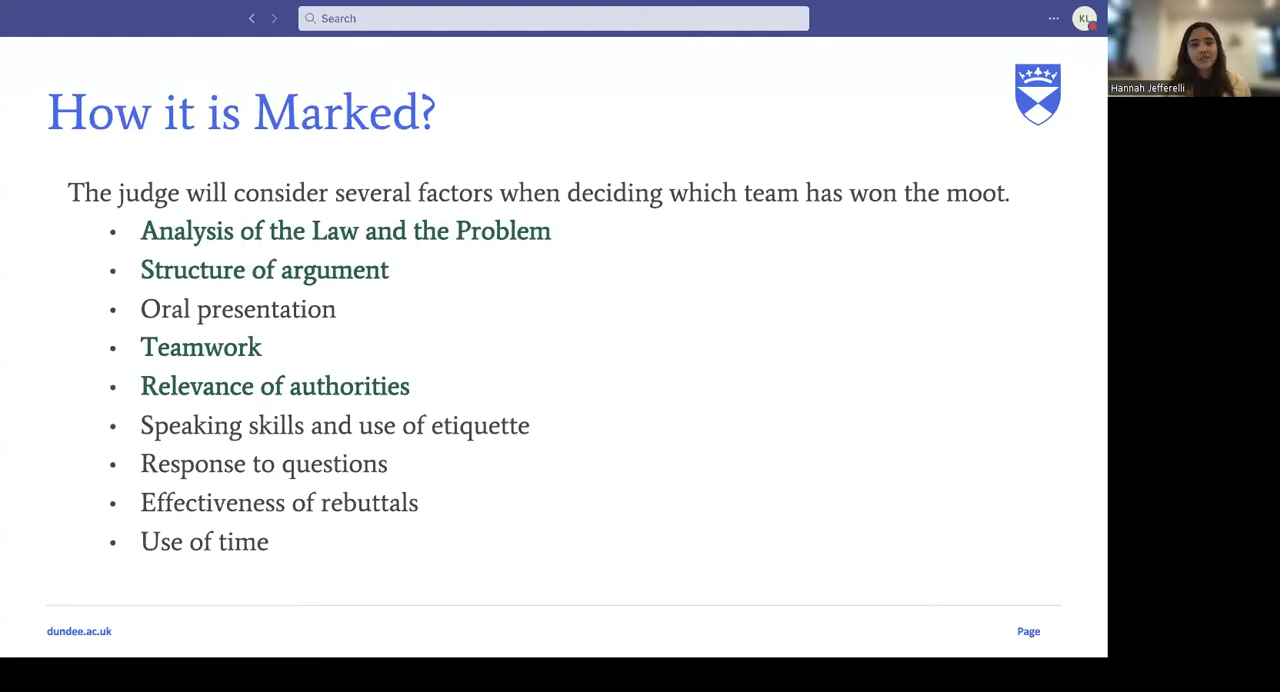 Search
KL
Hannah Jefferelli
How it is Marked?
The judge will consider several factors when deciding which team has won the moot.
• Analysis of the Law and the Problem
• Structure of argument
• Oral presentation
• Teamwork
• Relevance of authorities
• Speaking skills and use of etiquette
• Response to questions
• Effectiveness of rebuttals
• Use of time
dundee.ac.uk
Page